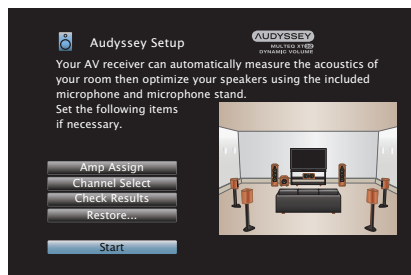 Audyssey Setup
AUDYSSEY
MULTEQ XT32
DYNAMIC VOLUME
Your AV receiver can automatically measure the acoustics of
your room then optimize your speakers using the included
microphone and microphone stand.
Set the following items
if necessary.
Amp Assign
Channel Select
Check Results
Restore...
Start